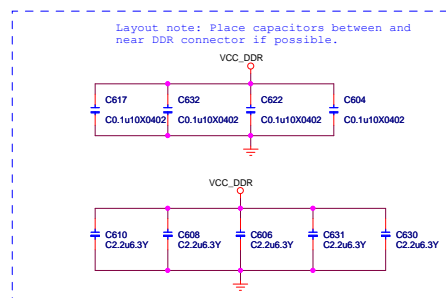 Layout note: Place capacitors between and
near DDR connector if possible.
VCC_DDR
C617 C632 C622 C604
C0.1u10X0402 C0.1u10X0402 C0.1u10X0402 C0.1u10X0402
VCC_DDR
C610 C608 C606 C631 C630
C2.2u6.3Y C2.2u6.3Y C2.2u6.3Y C2.2u6.3Y C2.2u6.3Y